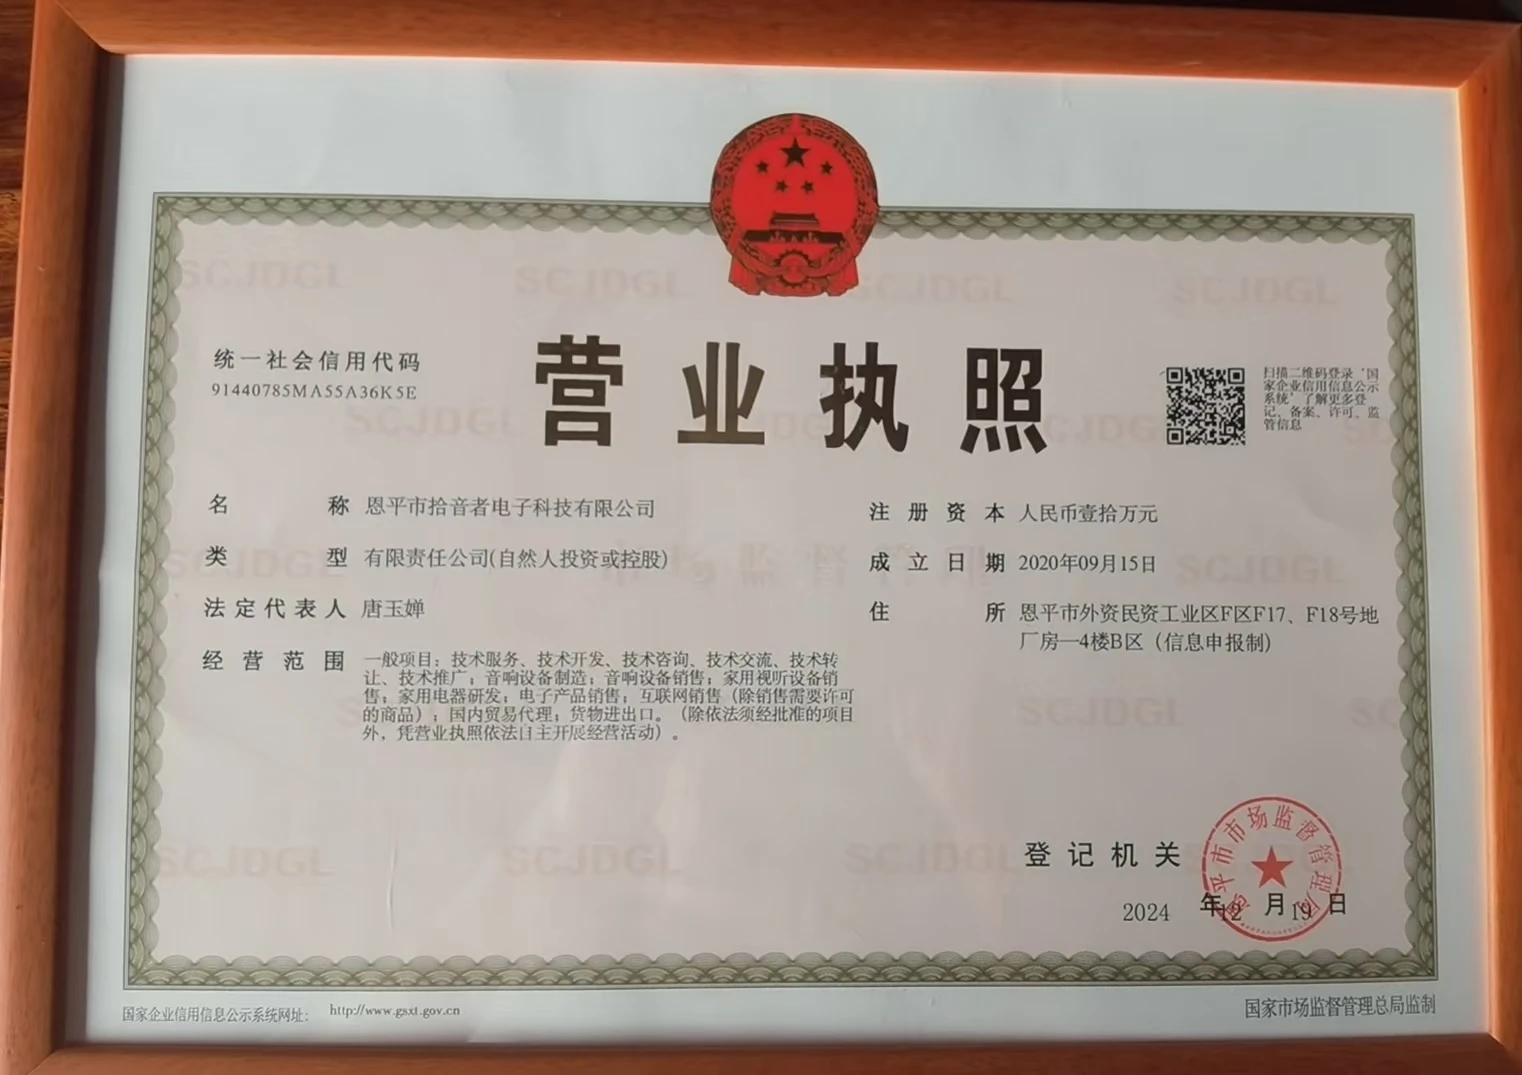 统一社会信用代码
91440785MA55A36K5E
营业执照
扫描二维码登录‘国
家企业信用信息公示
系统’了解更多登
记、备案、许可、监
管信息
名称 恩平市拾音者电子科技有限公司
类型 有限责任公司(自然人投资或控股)
法定代表人 唐玉婵
经营范围 一般项目：技术服务、技术开发、技术咨询、技术交流、技术转
让、技术推广；音响设备制造；音响设备销售；家用视听设备销
售；家用电器研发；电子产品销售；互联网销售（除销售需要许可
的商品）；国内贸易代理；货物进出口。（除依法须经批准的项目
外，凭营业执照依法自主开展经营活动）。
注册资本 人民币壹拾万元
成立日期 2020年09月15日
住所 恩平市外资民资工业区F区F17、F18号地
厂房一4楼B区（信息申报制）
登记机关
恩平市市场监督管理局
2024年12月19日
国家企业信用信息公示系统网址： http://www.gsxt.gov.cn
国家市场监督管理总局监制
SCJDGL